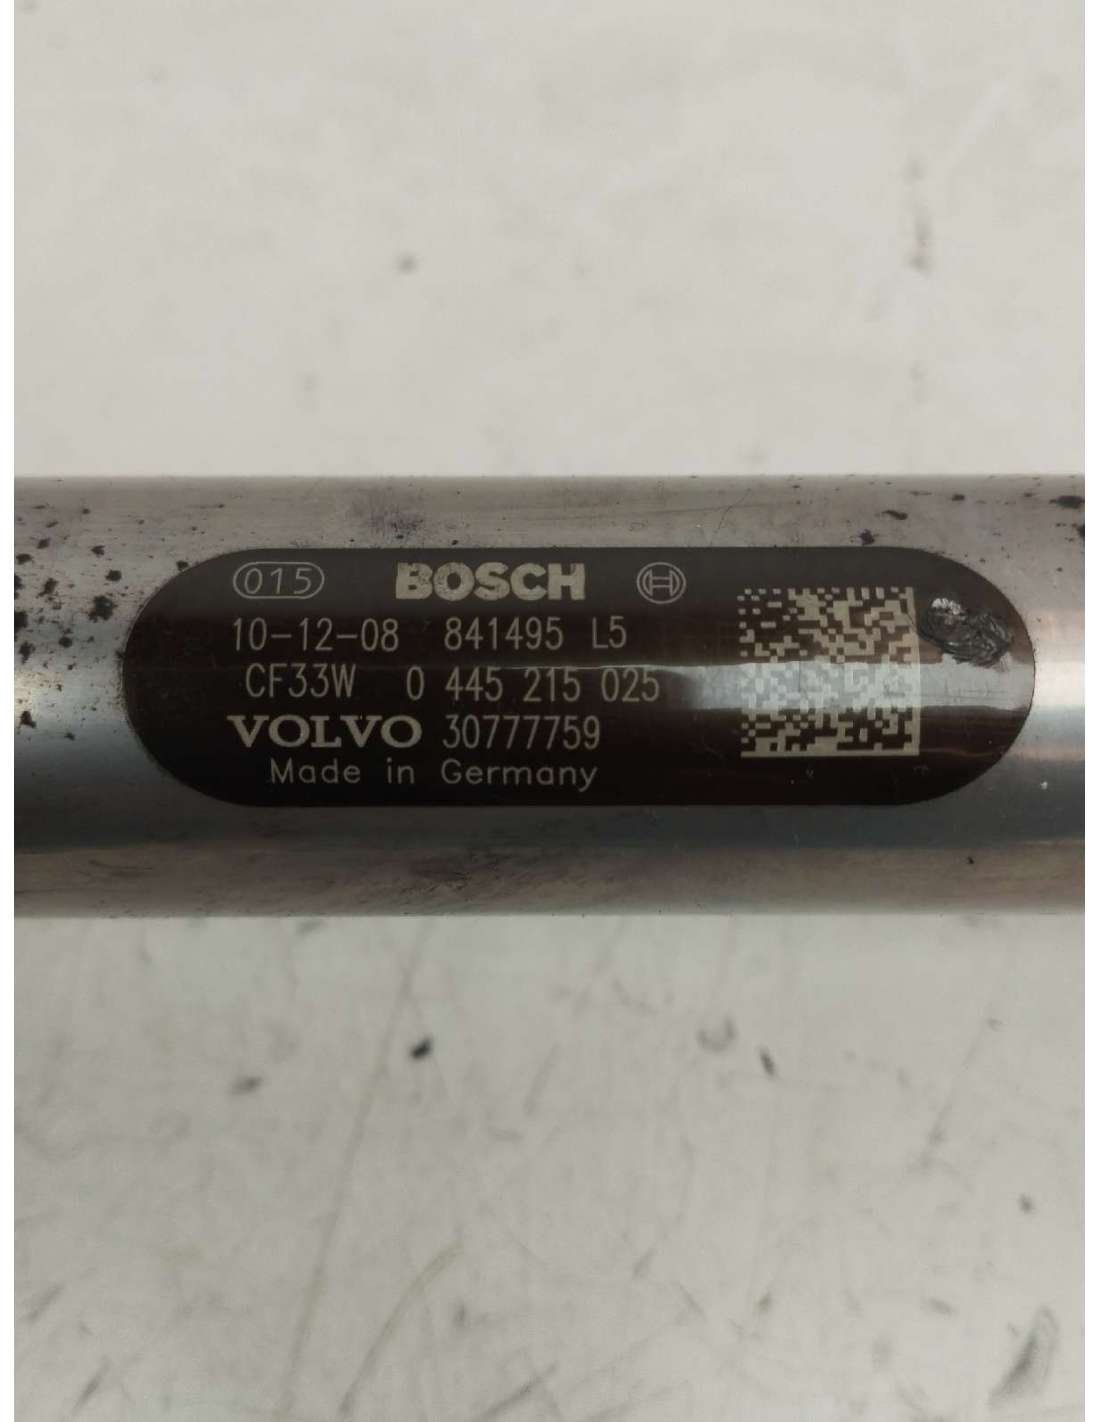 015 BOSCH
10-12-08 841495 L5
CF33W 0 445 215 025
VOLVO 30777759
Made in Germany